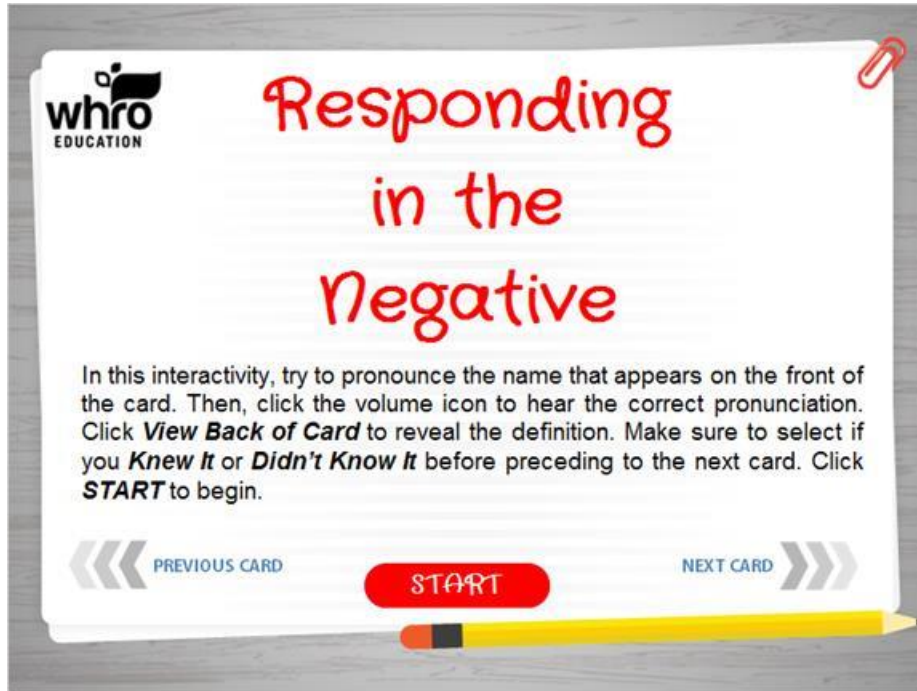 whro
EDUCATION
Responding
in the
Negative
In this interactivity, try to pronounce the name that appears on the front of
the card. Then, click the volume icon to hear the correct pronunciation.
Click View Back of Card to reveal the definition. Make sure to select if
you Knew It or Didn't Know It before preceding to the next card. Click
START to begin.
PREVIOUS CARD
START
NEXT CARD